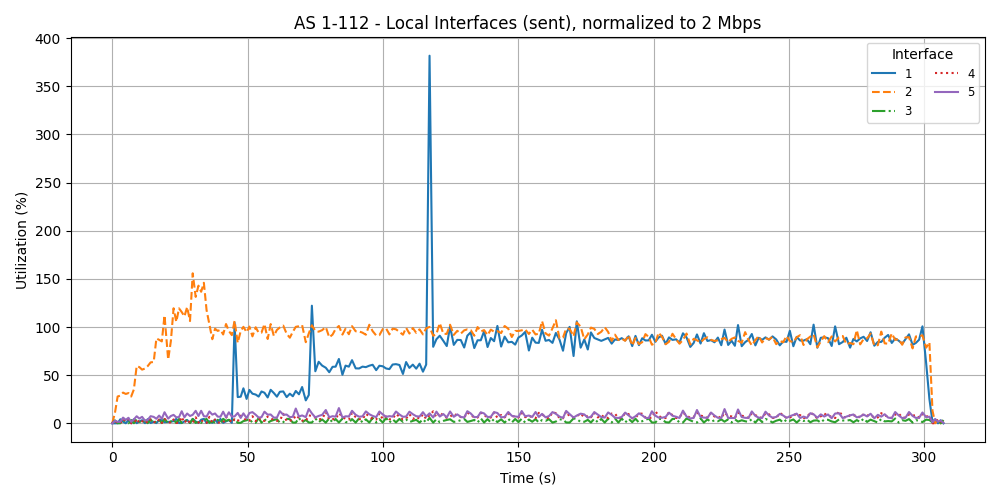 AS 1-112 - Local Interfaces (sent), normalized to 2 Mbps
Utilization (%)
400
350
300
250
200
150
100
50
0
Interface
1
2
3
4
5
0 50 100 150 200 250 300
Time (s)